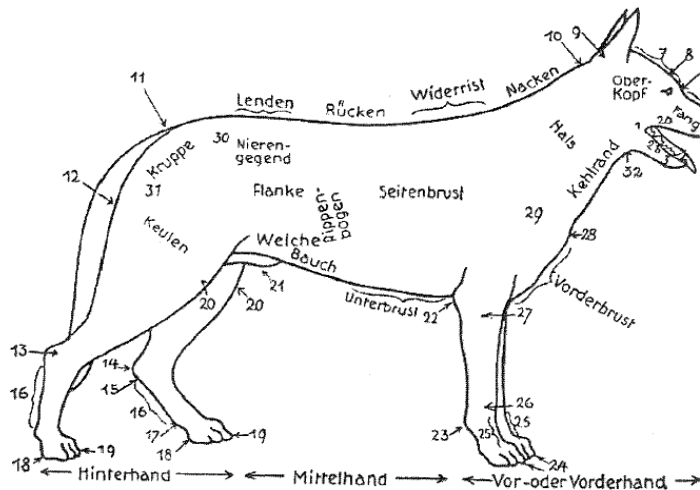 10
9
7
8
11
Lenden
Rücken
Widerrist
Nacken
Ober-
Kopf
Fang
20
1
28
30
Nieren-
gegend
Hals
Kruppe
12
31
Flanke
Rippen-
bogen
Seitenbrust
Kehlrand
32
29
Keulen
Welche
Bauch
28
20
20
21
Unterbrust
22
Vorderbrust
27
13
14
15
16
16
17
18
18
19
19
23
25
26
25
24
Hinterhand
Mittelhand
Vor-oder Vorderhand